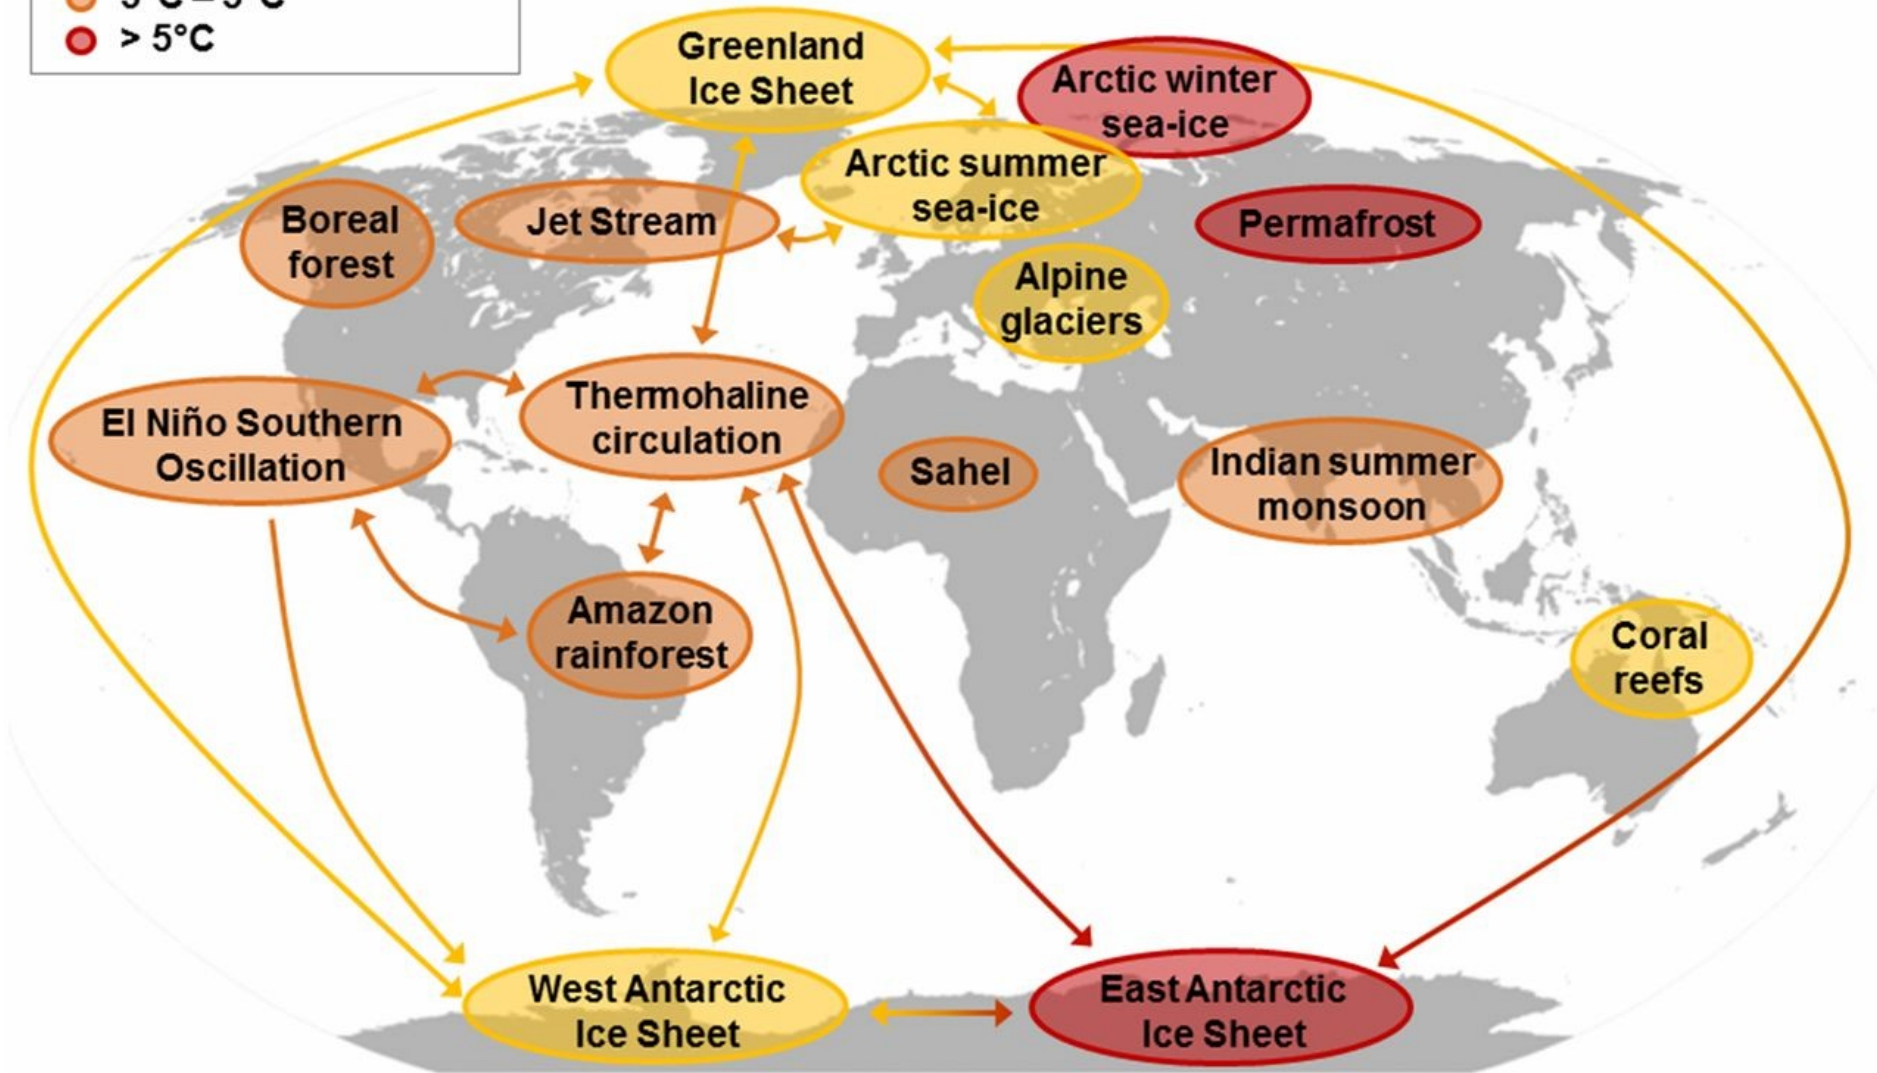 > 5°C
Greenland
Ice Sheet
Arctic winter
sea-ice
Arctic summer
sea-ice
Boreal
forest
Jet Stream
Permafrost
Alpine
glaciers
El Niño Southern
Oscillation
Thermohaline
circulation
Sahel
Indian summer
monsoon
Amazon
rainforest
Coral
reefs
West Antarctic
Ice Sheet
East Antarctic
Ice Sheet